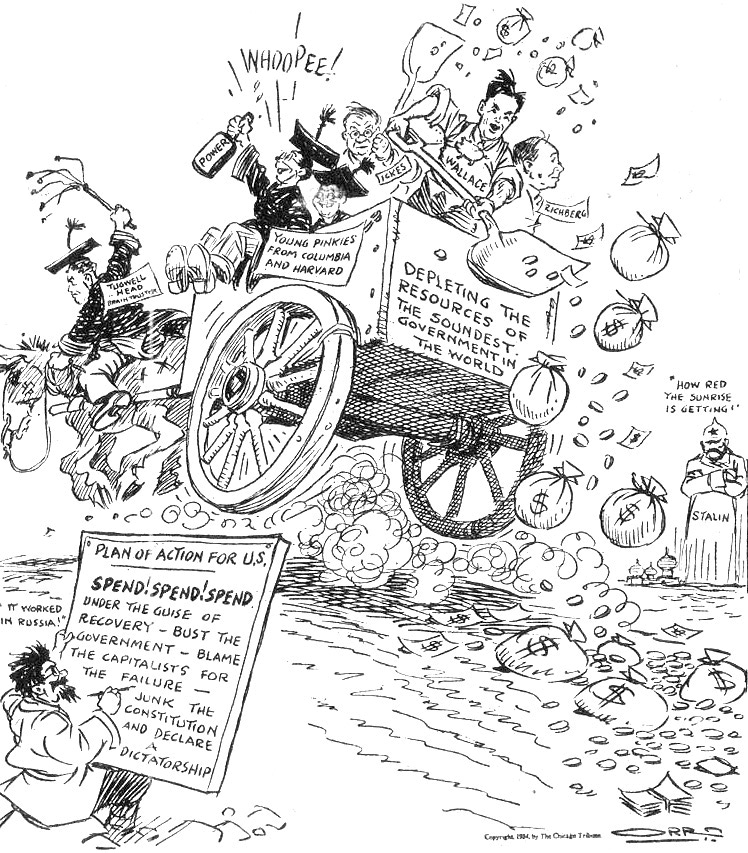 WHOOPEE!
POWER
ICKES
WALLACE
RICHBERG
TUGWELL
HEAD
BRAIN TRUSTER
YOUNG PINKIES
FROM COLUMBIA
AND HARVARD
DEPLETING THE
RESOURCES OF
THE SOUNDEST
GOVERNMENT IN
THE WORLD
"HOW RED
THE SUNRISE
IS GETTING!"
STALIN
$
$
$
$
$
$
$
PLAN OF ACTION FOR U.S.
SPEND! SPEND! SPEND
UNDER THE GUISE OF
RECOVERY - BUST THE
GOVERNMENT - BLAME
THE CAPITALISTS FOR
THE FAILURE -
JUNK THE
CONSTITUTION
AND DECLARE
A
DICTATORSHIP
"IT WORKED
IN RUSSIA!"
Copyright, 1934, by The Chicago Tribune
ORR